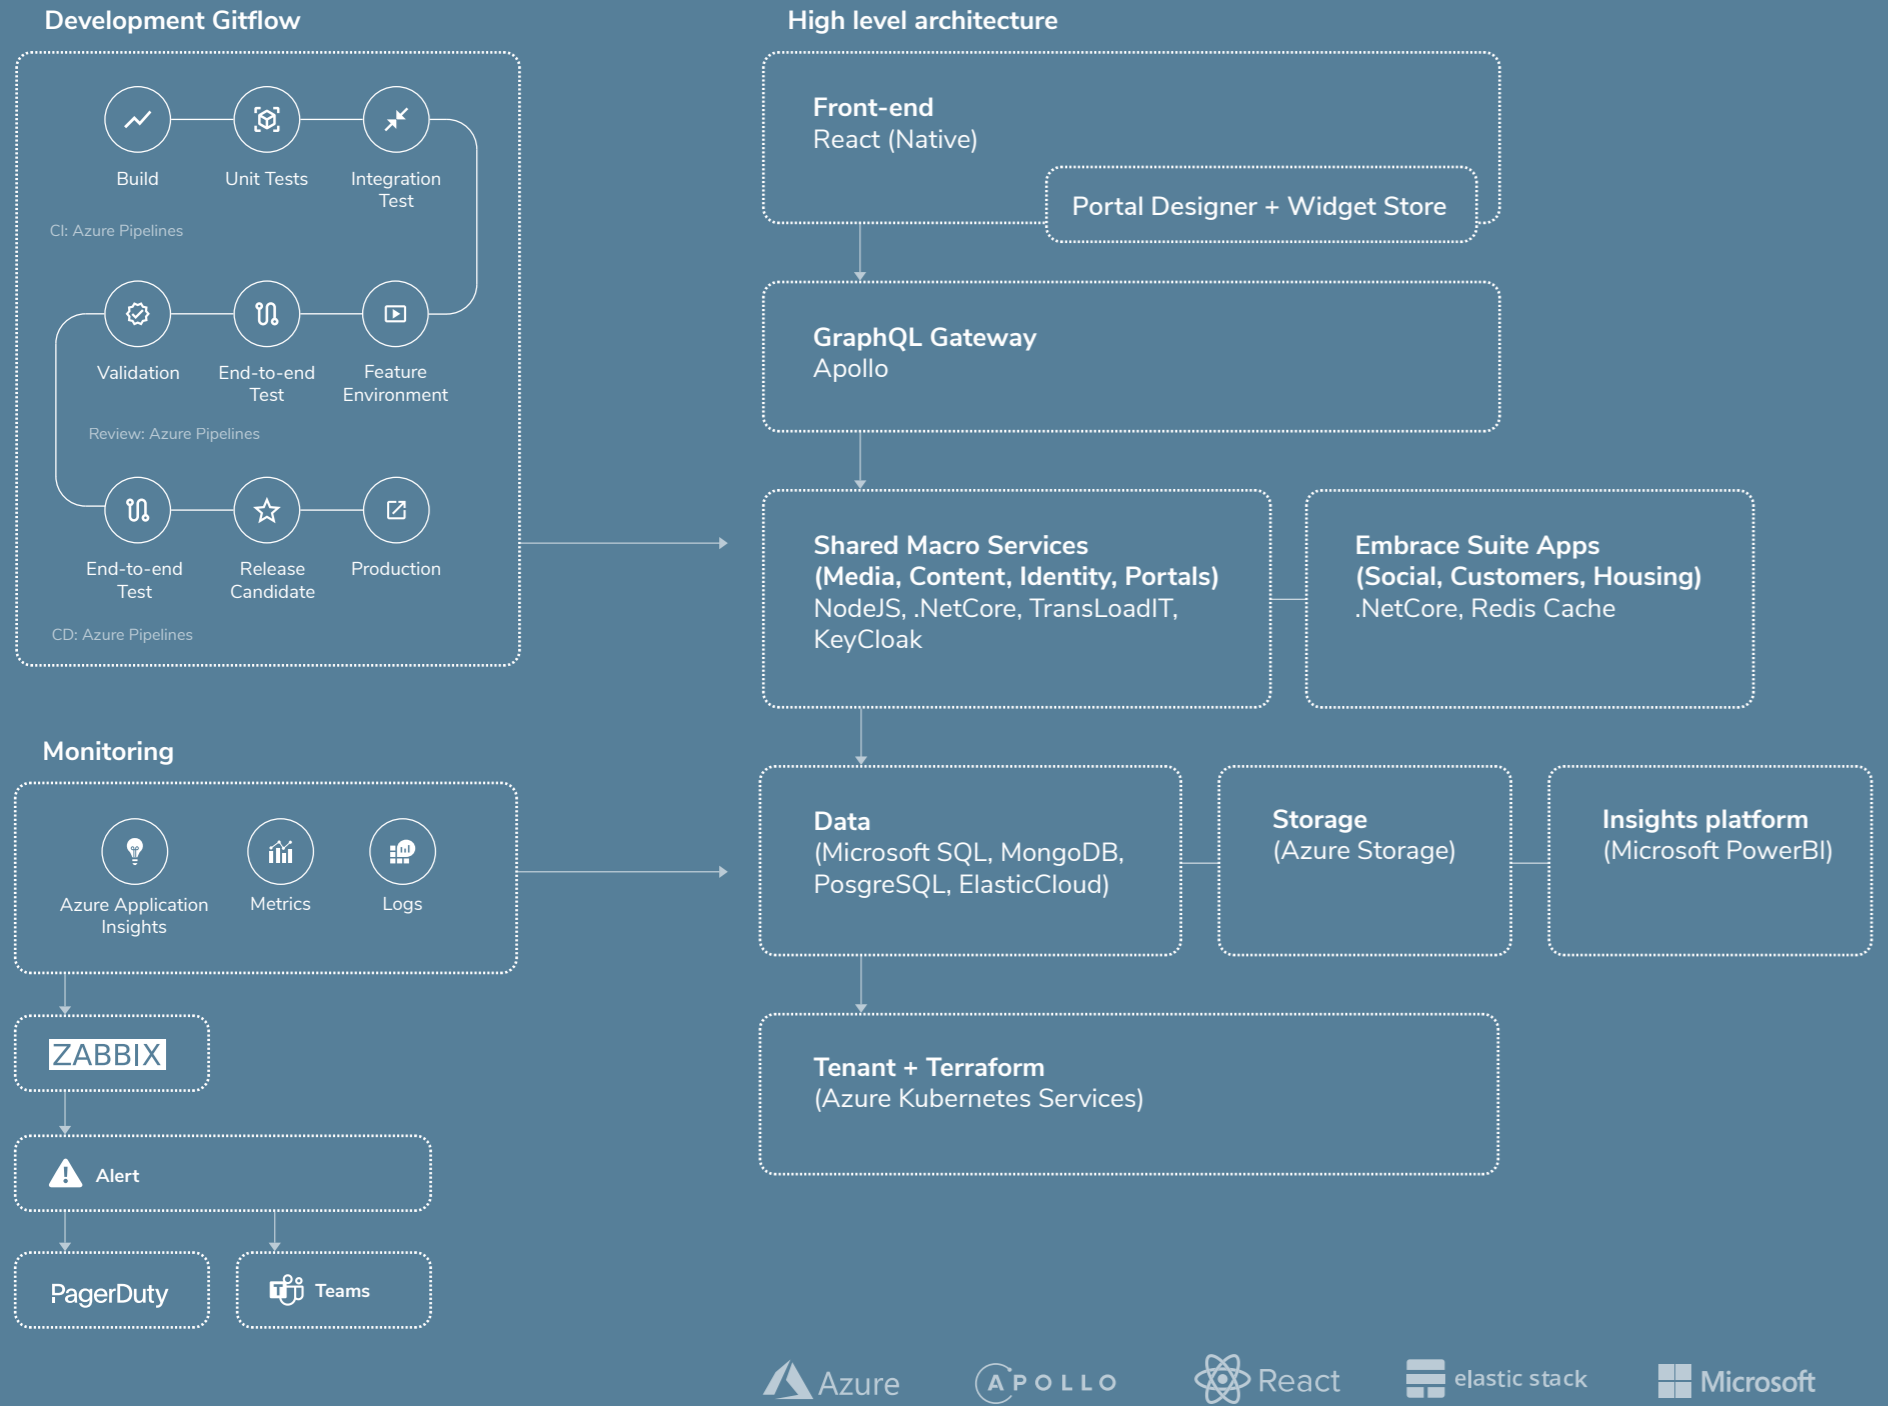 Development Gitflow
Build
Unit Tests
Integration
Test
CI: Azure Pipelines
Validation
End-to-end
Test
Feature
Environment
Review: Azure Pipelines
End-to-end
Test
Release
Candidate
Production
CD: Azure Pipelines
Monitoring
Azure Application
Insights
Metrics
Logs
ZABBIX
Alert
PagerDuty
Teams
High level architecture
Front-end
React (Native)
Portal Designer + Widget Store
GraphQL Gateway
Apollo
Shared Macro Services
(Media, Content, Identity, Portals)
NodeJS, .NetCore, TransLoadIT,
KeyCloak
Embrace Suite Apps
(Social, Customers, Housing)
.NetCore, Redis Cache
Data
(Microsoft SQL, MongoDB,
PosgreSQL, ElasticCloud)
Storage
(Azure Storage)
Insights platform
(Microsoft PowerBI)
Tenant + Terraform
(Azure Kubernetes Services)
Azure
APOLLO
React
elastic stack
Microsoft